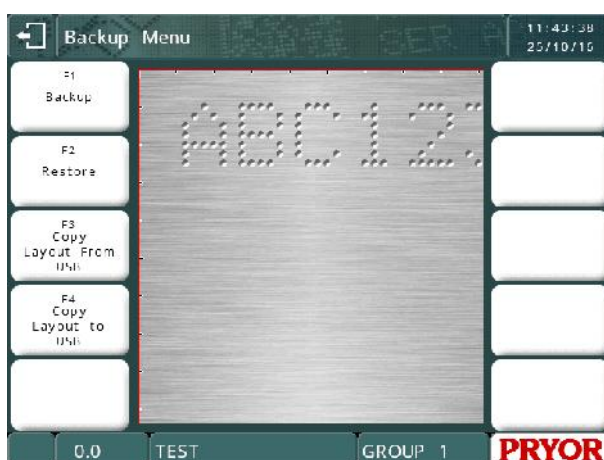 Backup Menu
11:43:38
25/10/16
F1
Backup
F2
Restore
F3
Copy
Layout From
USB
F4
Copy
Layout to
USB
ABC12
0.0
TEST
GROUP 1
PRYOR